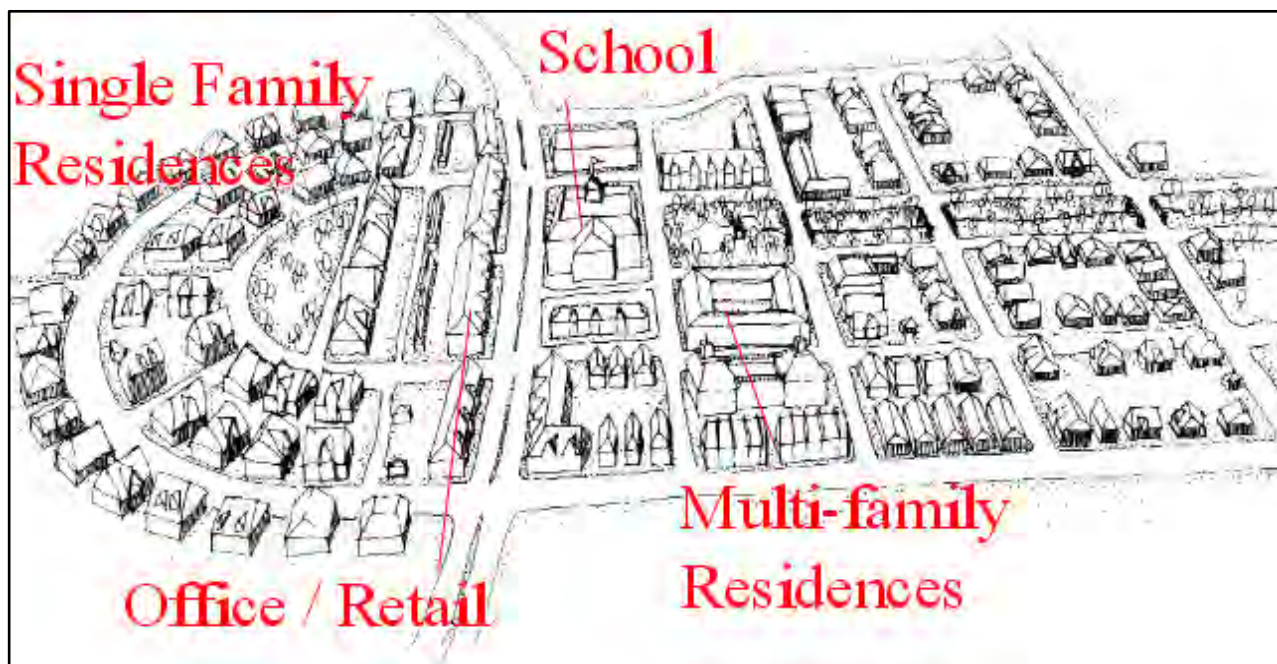 Single Family
Residences
School
Multi-family
Residences
Office / Retail